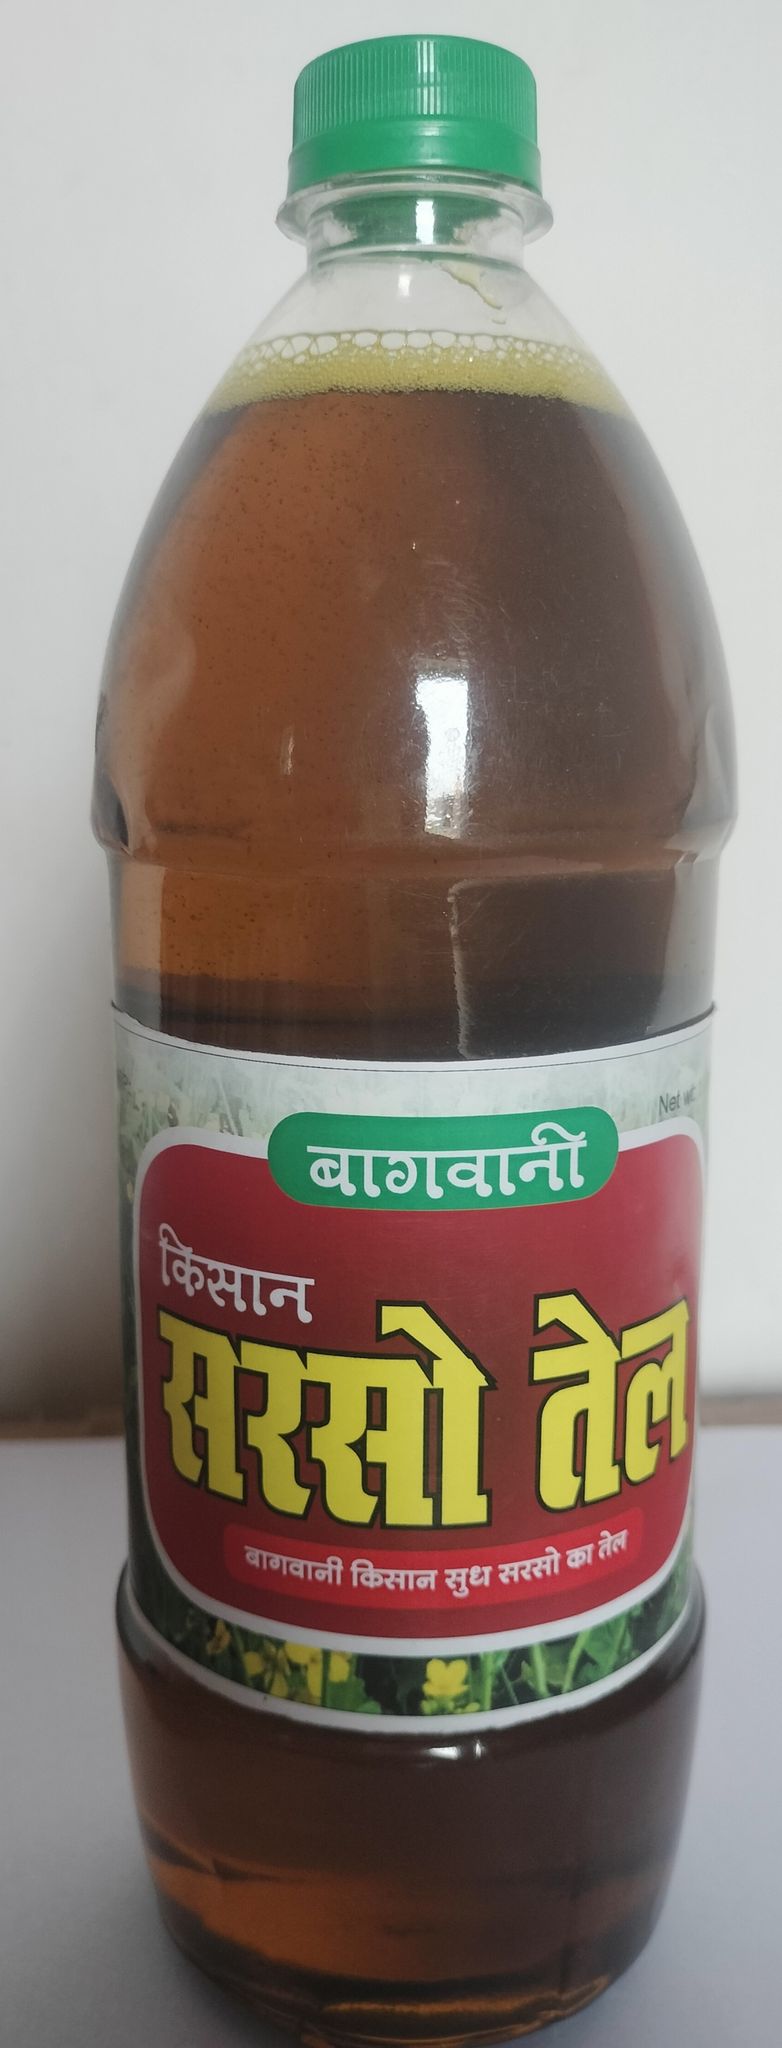 Net wt.
बागवानी
किसान
सरसो तेल
बागवानी किसान सुध सरसो का तेल